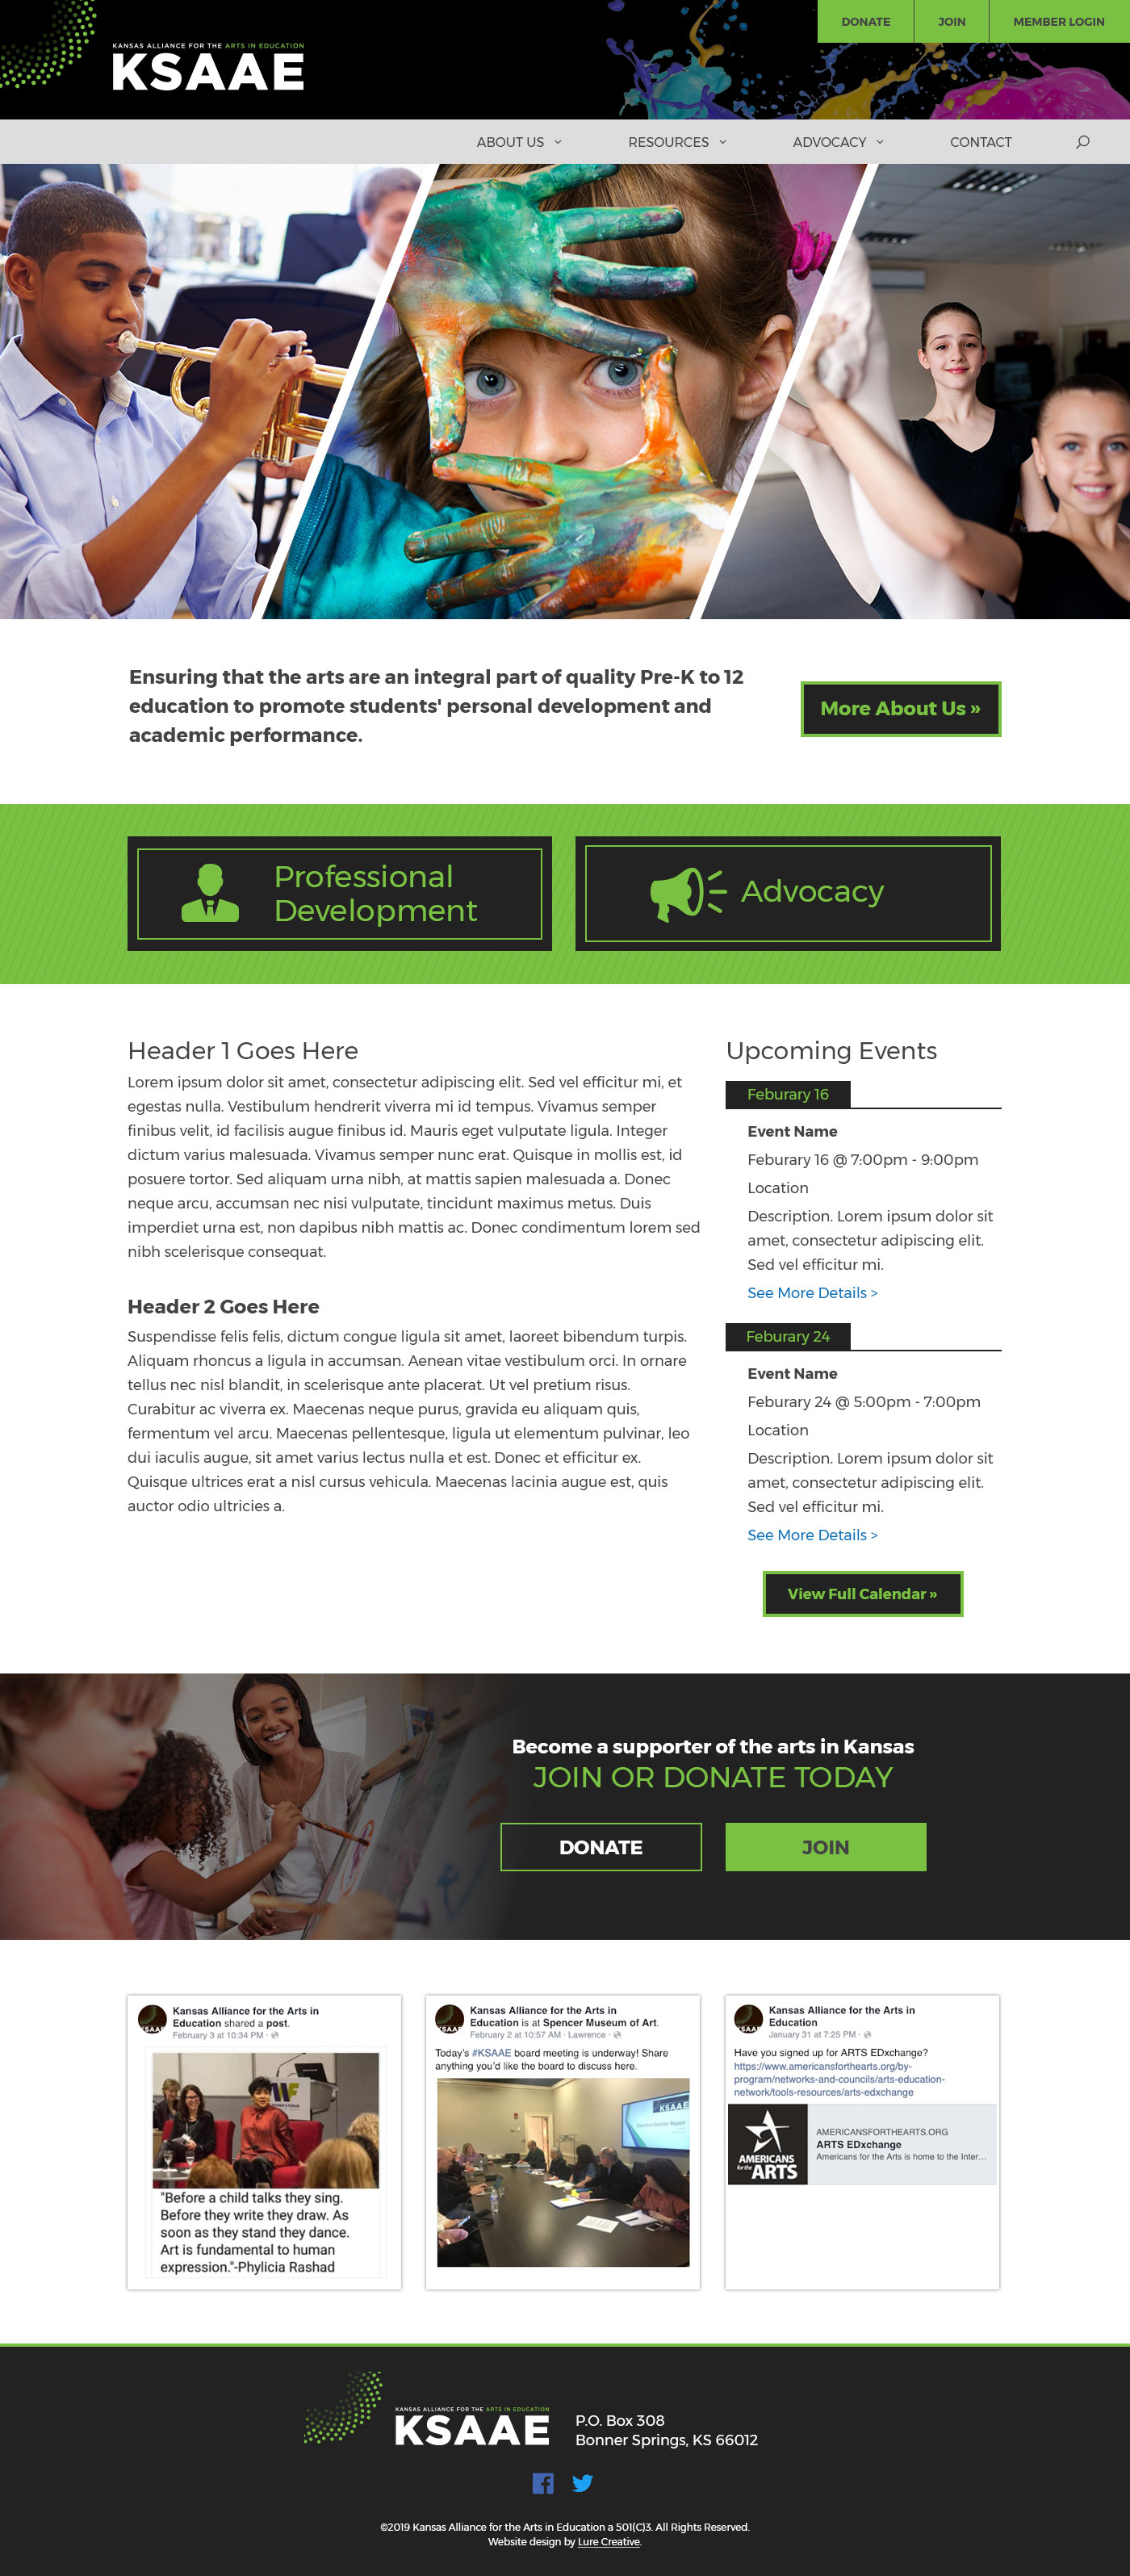 DONATE
JOIN
MEMBER LOGIN
KANSAS ALLIANCE FOR THE ARTS IN EDUCATION
KSAAE
ABOUT US
RESOURCES
ADVOCACY
CONTACT
Ensuring that the arts are an integral part of quality Pre-K to 12
education to promote students' personal development and
academic performance.
More About Us »
Professional
Development
Advocacy
Header 1 Goes Here
Lorem ipsum dolor sit amet, consectetur adipiscing elit. Sed vel efficitur mi, et
egestas nulla. Vestibulum hendrerit viverra mi id tempus. Vivamus semper
finibus velit, id facilisis augue finibus id. Mauris eget vulputate ligula. Integer
dictum varius malesuada. Vivamus semper nunc erat. Quisque in mollis est, id
posuere tortor. Sed aliquam urna nibh, at mattis sapien malesuada a. Donec
neque arcu, accumsan nec nisi vulputate, tincidunt maximus metus. Duis
imperdiet urna est, non dapibus nibh mattis ac. Donec condimentum lorem sed
nibh scelerisque consequat.
Header 2 Goes Here
Suspendisse felis felis, dictum congue ligula sit amet, laoreet bibendum turpis.
Aliquam rhoncus a ligula in accumsan. Aenean vitae vestibulum orci. In ornare
tellus nec nisl blandit, in scelerisque ante placerat. Ut vel pretium risus.
Curabitur ac viverra ex. Maecenas neque purus, gravida eu aliquam quis,
fermentum vel arcu. Maecenas pellentesque, ligula ut elementum pulvinar, leo
dui iaculis augue, sit amet varius lectus nulla et est. Donec et efficitur ex.
Quisque ultrices erat a nisl cursus vehicula. Maecenas lacinia augue est, quis
auctor odio ultricies a.
Upcoming Events
Feburary 16
Event Name
Feburary 16 @ 7:00pm - 9:00pm
Location
Description. Lorem ipsum dolor sit
amet, consectetur adipiscing elit.
Sed vel efficitur mi.
See More Details >
Feburary 24
Event Name
Feburary 24 @ 5:00pm - 7:00pm
Location
Description. Lorem ipsum dolor sit
amet, consectetur adipiscing elit.
Sed vel efficitur mi.
See More Details >
View Full Calendar »
Become a supporter of the arts in Kansas
JOIN OR DONATE TODAY
DONATE
JOIN
KSAAE
Kansas Alliance for the Arts in
Education shared a post.
February 3 at 10:34 PM ·
"Before a child talks they sing.
Before they write they draw. As
soon as they stand they dance.
Art is fundamental to human
expression."-Phylicia Rashad
KSAAE
Kansas Alliance for the Arts in
Education is at Spencer Museum of Art.
February 2 at 10:57 AM · Lawrence ·
Today's #KSAAE board meeting is underway! Share
anything you'd like the board to discuss here.
KSAAE
Executive Director Report
KSAAE
Kansas Alliance for the Arts in
Education
January 31 at 7:25 PM ·
Have you signed up for ARTS EDxchange?
https://www.americansforthearts.org/by-
program/networks-and-councils/arts-education-
network/tools-resources/arts-edxchange
AMERICANS
for the ARTS
AMERICANSFORTHEARTS.ORG
ARTS EDxchange
Americans for the Arts is home to the Inter...
KANSAS ALLIANCE FOR THE ARTS IN EDUCATION
KSAAE
P.O. Box 308
Bonner Springs, KS 66012
©2019 Kansas Alliance for the Arts in Education a 501(C)3. All Rights Reserved.
Website design by Lure Creative.